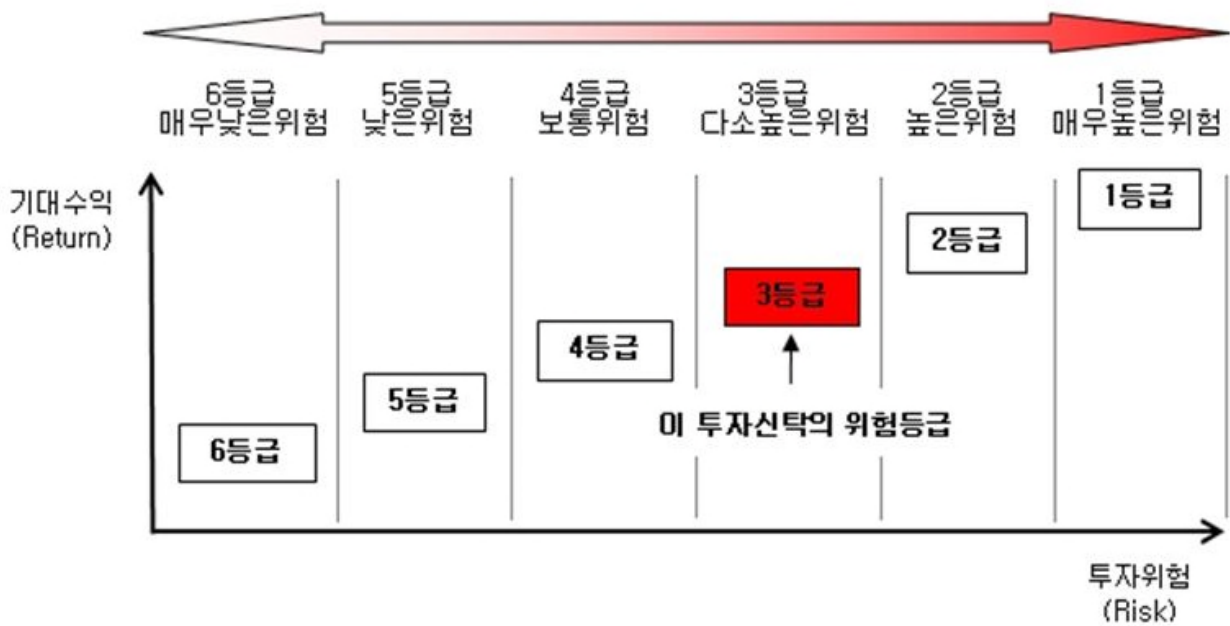 6등급
매우낮은위험
5등급
낮은위험
4등급
보통위험
3등급
다소높은위험
2등급
높은위험
1등급
매우높은위험
기대수익
(Return)
1등급
2등급
3등급
4등급
5등급
이 투자신탁의 위험등급
6등급
투자위험
(Risk)